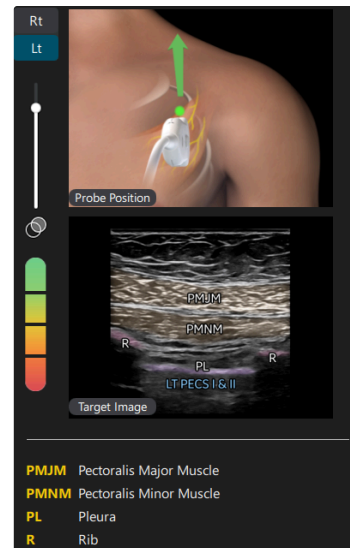 Rt
Lt
Probe Position
PMJM
PMNM
R
R
PL
LT PECS I & II
Target Image
PMJM Pectoralis Major Muscle
PMNM Pectoralis Minor Muscle
PL Pleura
R Rib